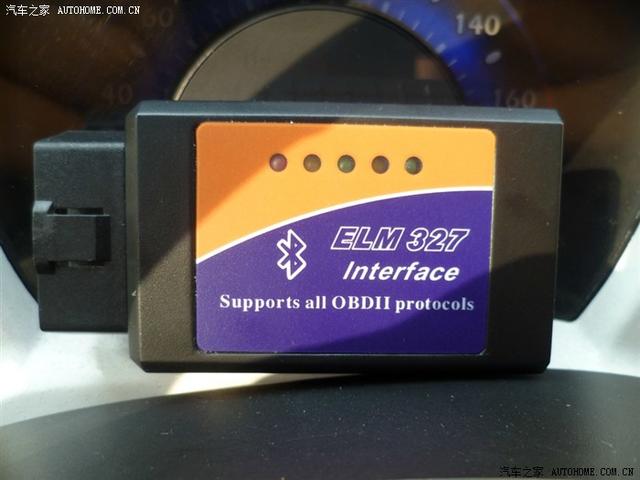 汽车之家 AUTOHOME.COM.CN
60
40
140
160
ELM 327
Interface
Supports all OBDII protocols
汽车之家 AUTOHOME.COM.CN